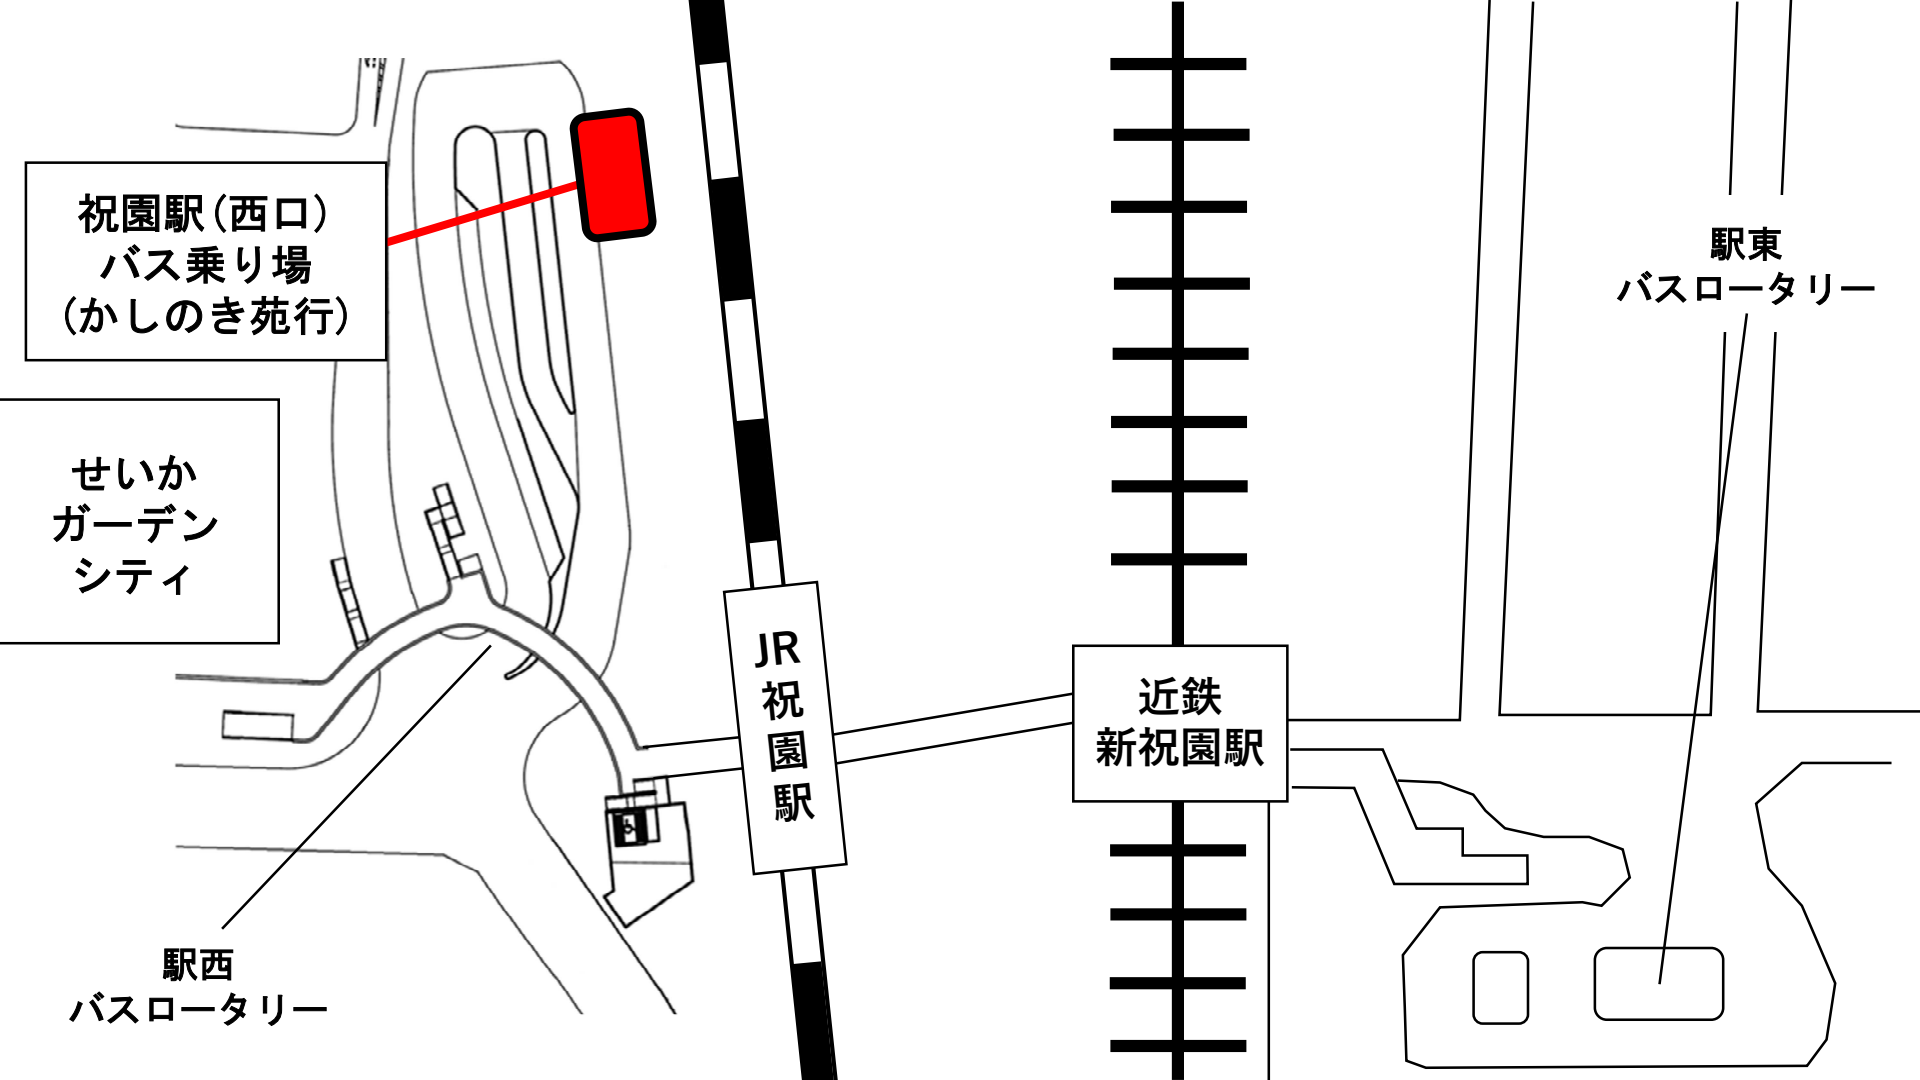 祝園駅(西口)
バス乗り場
(かしのき苑行)
せいか
ガーデン
シティ
駅西
バスロータリー
JR
祝
園
駅
近鉄
新祝園駅
駅東
バスロータリー